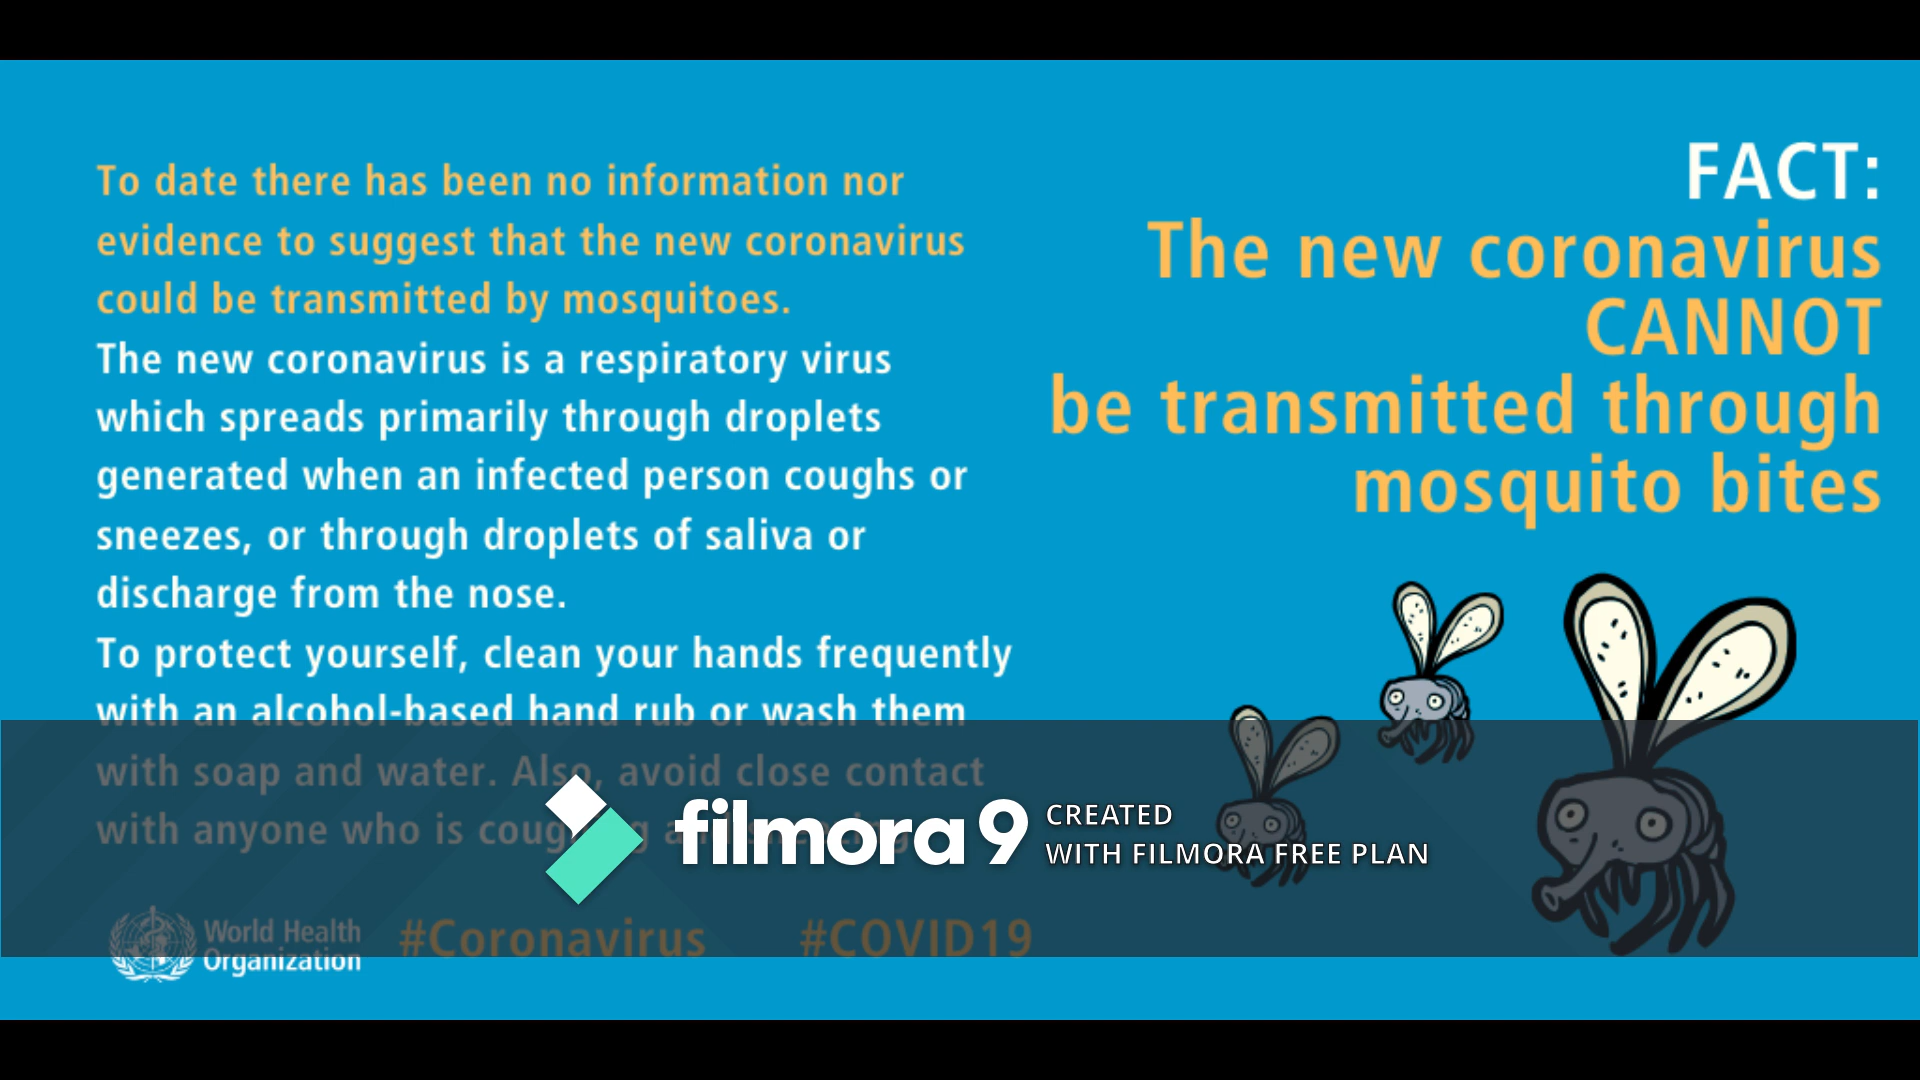 To date there has been no information nor
evidence to suggest that the new coronavirus
could be transmitted by mosquitoes.
The new coronavirus is a respiratory virus
which spreads primarily through droplets
generated when an infected person coughs or
sneezes, or through droplets of saliva or
discharge from the nose.
To protect yourself, clean your hands frequently
with an alcohol-based hand rub or wash them
with soap and water. Also, avoid close contact
with anyone who is
FACT:
The new coronavirus
CANNOT
be transmitted through
mosquito bites
filmora 9
CREATED
WITH FILMORA FREE PLAN
World Health
Organization
#Coronavirus #COVID19